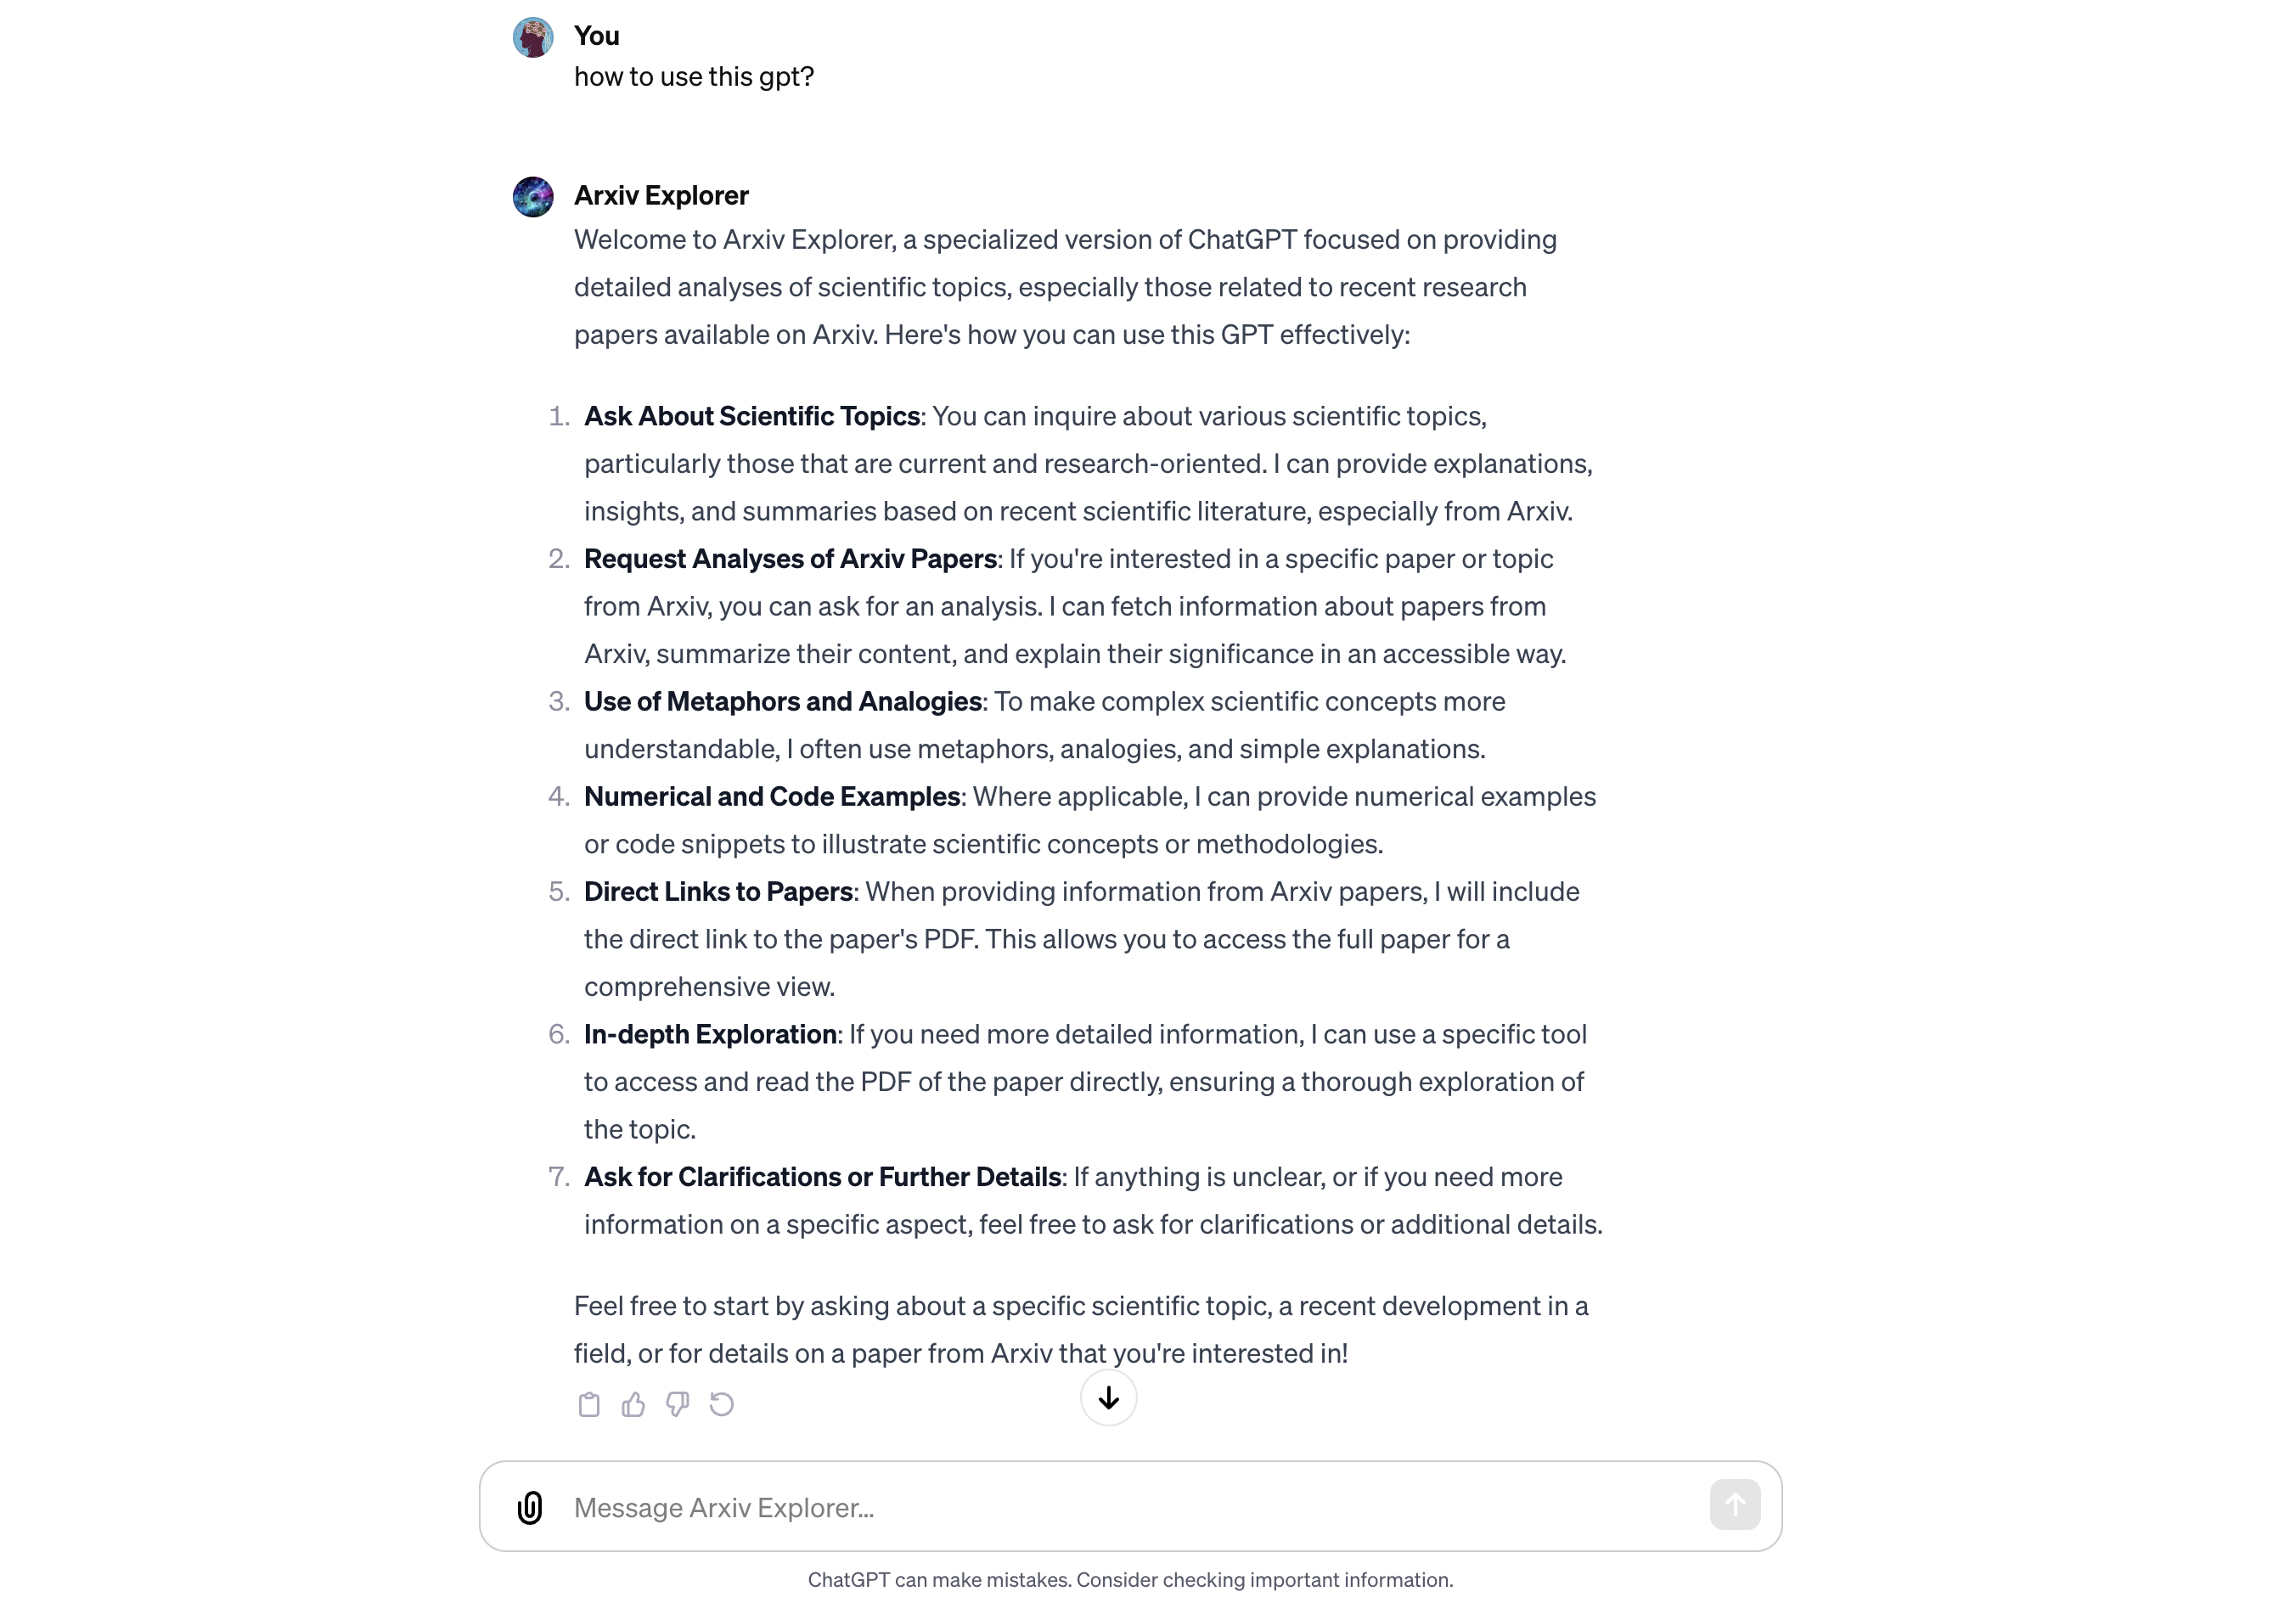 You
how to use this gpt?
Arxiv Explorer
Welcome to Arxiv Explorer, a specialized version of ChatGPT focused on providing
detailed analyses of scientific topics, especially those related to recent research
papers available on Arxiv. Here's how you can use this GPT effectively:
1. Ask About Scientific Topics: You can inquire about various scientific topics,
particularly those that are current and research-oriented. I can provide explanations,
insights, and summaries based on recent scientific literature, especially from Arxiv.
2. Request Analyses of Arxiv Papers: If you're interested in a specific paper or topic
from Arxiv, you can ask for an analysis. I can fetch information about papers from
Arxiv, summarize their content, and explain their significance in an accessible way.
3. Use of Metaphors and Analogies: To make complex scientific concepts more
understandable, I often use metaphors, analogies, and simple explanations.
4. Numerical and Code Examples: Where applicable, I can provide numerical examples
or code snippets to illustrate scientific concepts or methodologies.
5. Direct Links to Papers: When providing information from Arxiv papers, I will include
the direct link to the paper's PDF. This allows you to access the full paper for a
comprehensive view.
6. In-depth Exploration: If you need more detailed information, I can use a specific tool
to access and read the PDF of the paper directly, ensuring a thorough exploration of
the topic.
7. Ask for Clarifications or Further Details: If anything is unclear, or if you need more
information on a specific aspect, feel free to ask for clarifications or additional details.
Feel free to start by asking about a specific scientific topic, a recent development in a
field, or for details on a paper from Arxiv that you're interested in!
Message Arxiv Explorer...
ChatGPT can make mistakes. Consider checking important information.